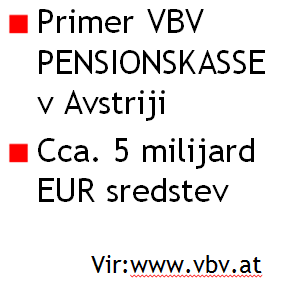 Primer VBV
PENSIONSKASSE
v Avstriji
Cca. 5 milijard
EUR sredstev
Vir:www.vbv.at